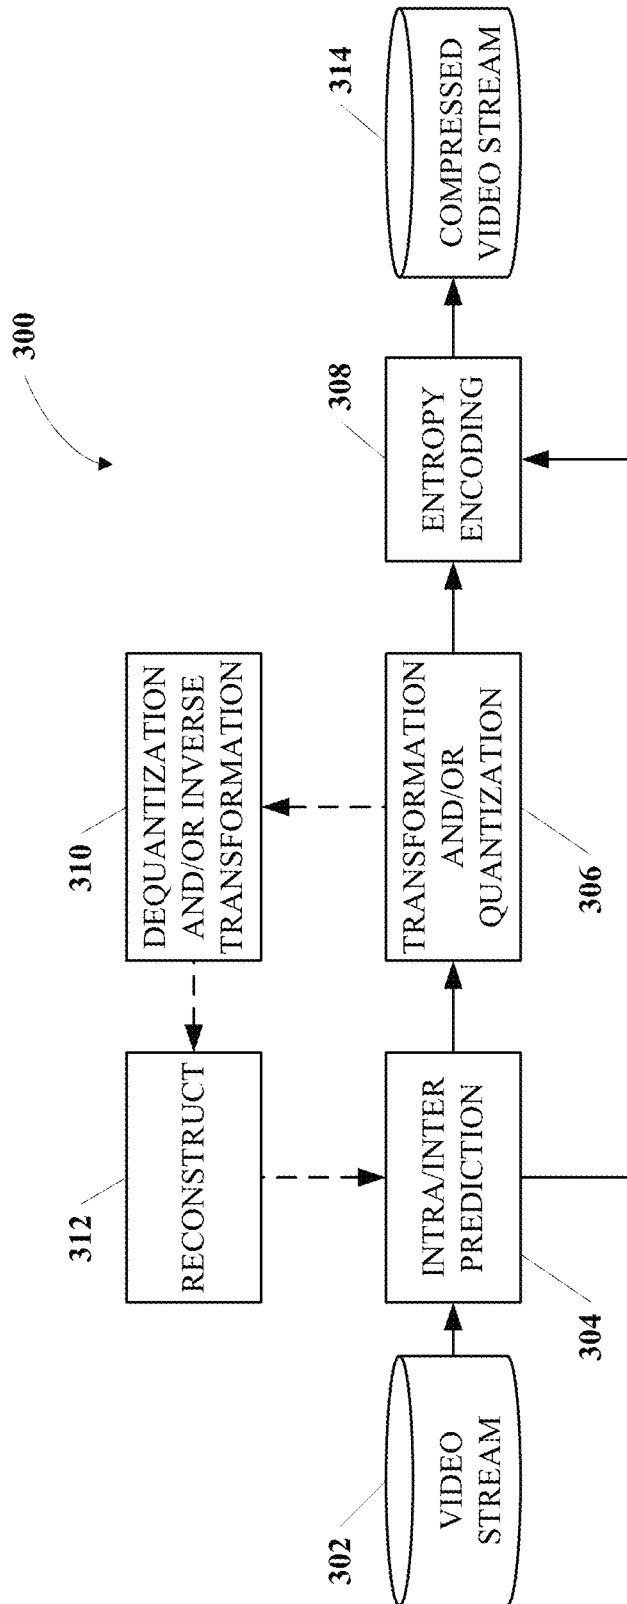 300
312
310
RECONSTRUCT
DEQUANTIZATION
AND/OR INVERSE
TRANSFORMATION
302
308
314
VIDEO
STREAM
INTRA/INTER
PREDICTION
TRANSFORMATION
AND/OR
QUANTIZATION
ENTROPY
ENCODING
COMPRESSED
VIDEO STREAM
304
306